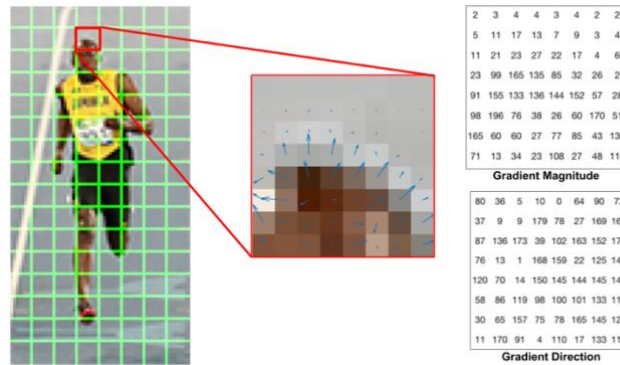 2 3 4 4 3 4 2 2
5 11 17 13 7 9 3 4
11 21 23 27 22 17 4 6
23 99 165 135 85 32 26 2
91 155 133 136 144 152 57 28
98 196 76 38 26 60 170 51
165 60 60 27 77 85 43 13
71 13 34 23 108 27 48 11
Gradient Magnitude
80 36 5 10 0 64 90 73
37 9 9 179 78 27 169 16
87 136 173 39 102 163 152 17
76 13 1 168 159 22 125 14
120 70 14 150 145 144 145 14
58 86 119 98 100 101 133 11
30 65 157 75 78 165 145 12
11 170 91 4 110 17 133 11
Gradient Direction